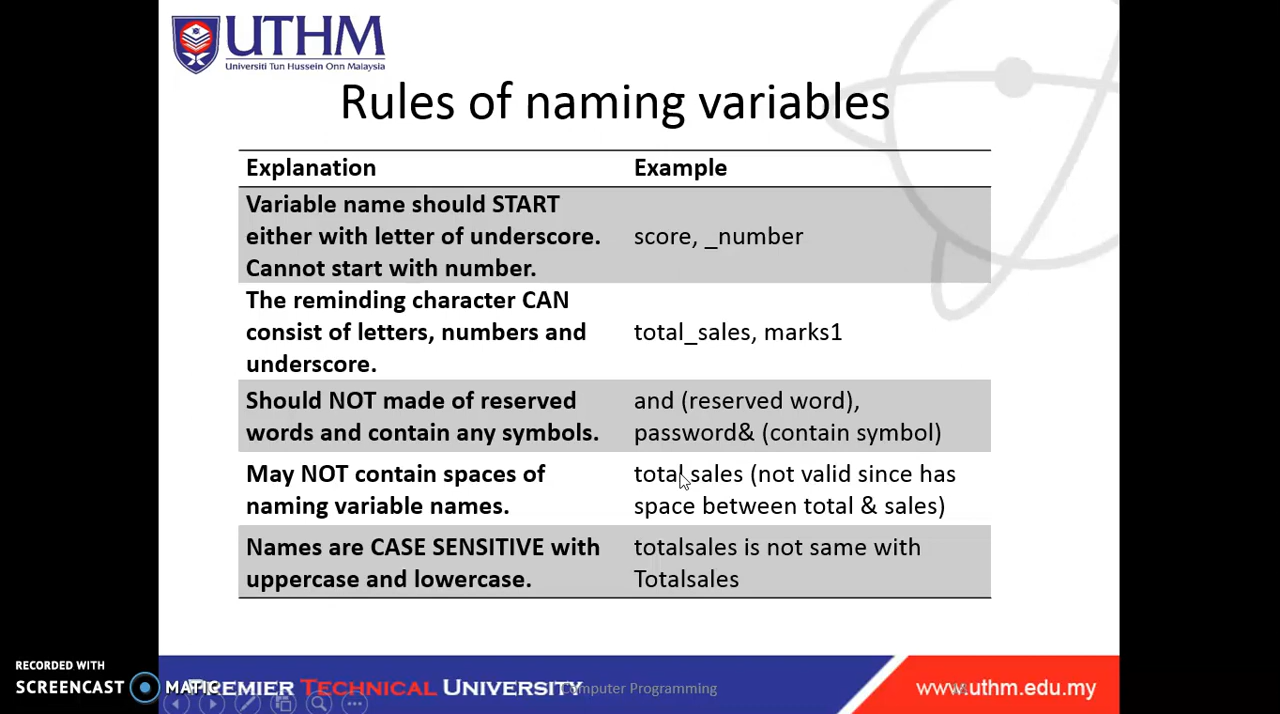 UTHM
Universiti Tun Hussein Onn Malaysia
Rules of naming variables
Explanation
Example
Variable name should START
either with letter of underscore.
Cannot start with number.
score, _number
The reminding character CAN
consist of letters, numbers and
underscore.
total_sales, marks1
Should NOT made of reserved
words and contain any symbols.
and (reserved word),
password& (contain symbol)
May NOT contain spaces of
naming variable names.
total sales (not valid since has
space between total & sales)
Names are CASE SENSITIVE with
uppercase and lowercase.
totalsales is not same with
Totalsales
RECORDED WITH
SCREENCAST MATIC
PREMIER TECHNICAL UNIVERSITY
Computer Programming
www.uthm.edu.my